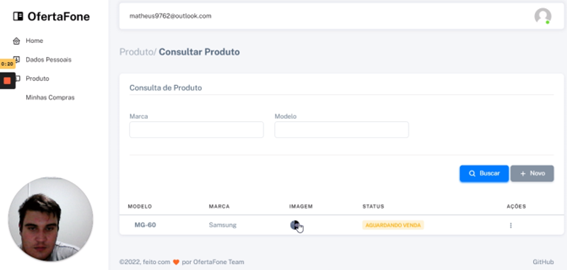 OfertaFone
matheus9762@outlook.com
Home
Dados Pessoais
0:20
Produto
Minhas Compras
Produto/ Consultar Produto
Consulta de Produto
Marca
Modelo
Buscar
+ Novo
MODELO MARCA IMAGEM STATUS AÇÕES
MG-60 Samsung AGUARDANDO VENDA
©2022, feito com ❤ por OfertaFone Team
GitHub